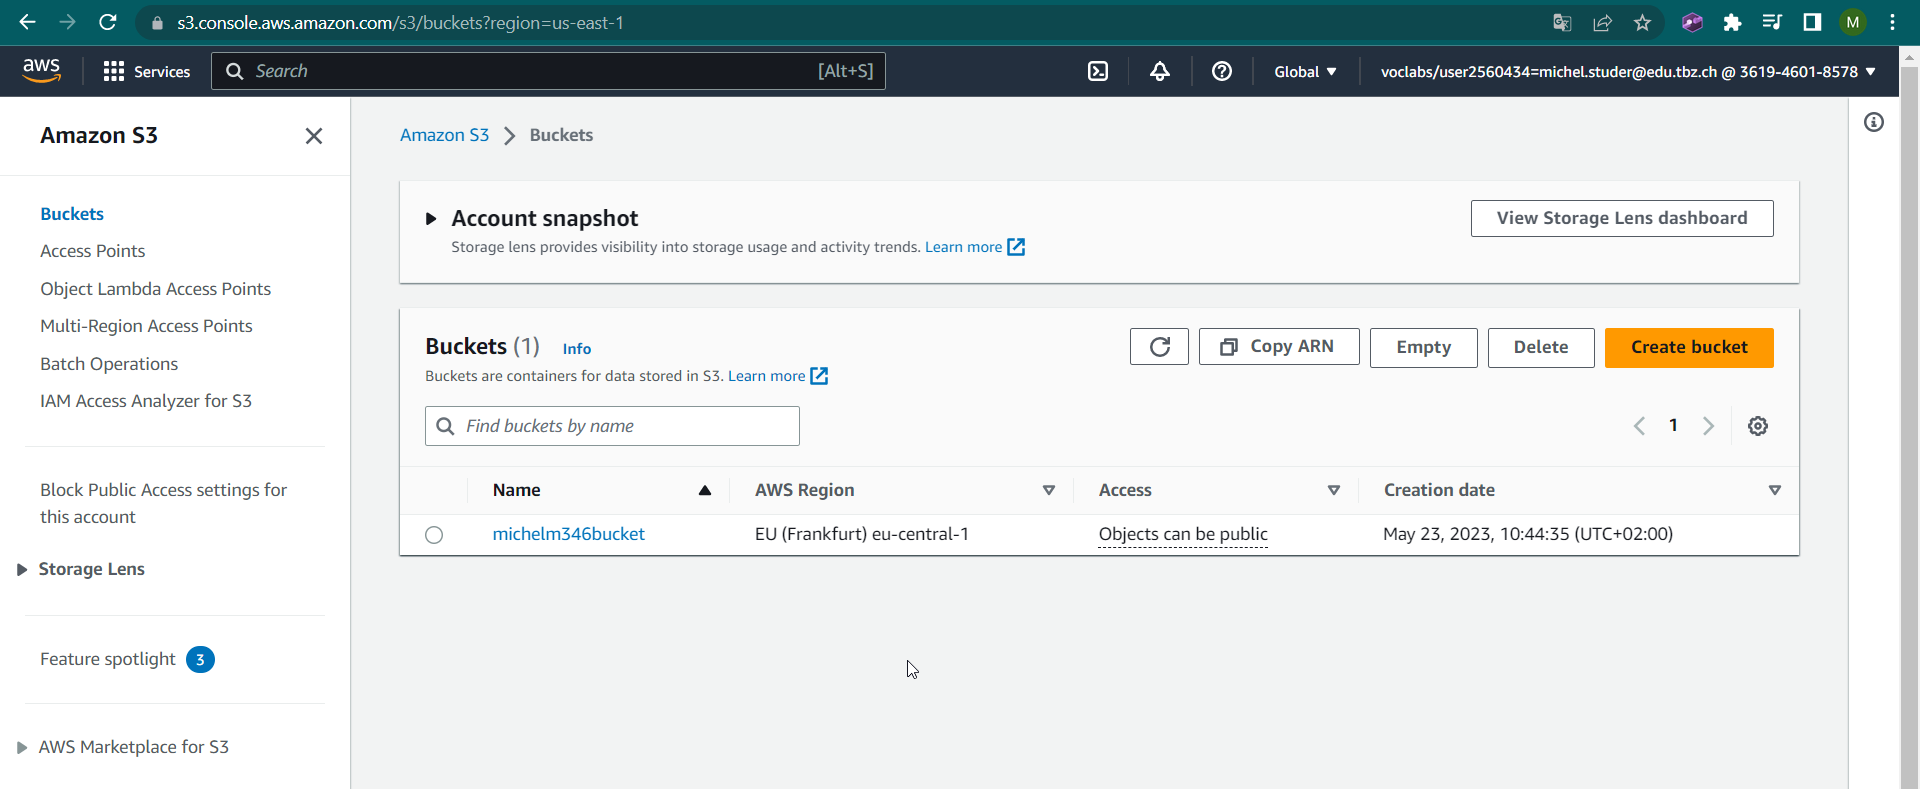 s3.console.aws.amazon.com/s3/buckets?region=us-east-1
M
aws
Services
Search
[Alt+S]
Global
voclabs/user2560434=michel.studer@edu.tbz.ch @ 3619-4601-8578
Amazon S3
Buckets
Access Points
Object Lambda Access Points
Multi-Region Access Points
Batch Operations
IAM Access Analyzer for S3
Block Public Access settings for
this account
Storage Lens
Feature spotlight 3
AWS Marketplace for S3
Amazon S3 > Buckets
Account snapshot
Storage lens provides visibility into storage usage and activity trends. Learn more
View Storage Lens dashboard
Buckets (1) Info
Buckets are containers for data stored in S3. Learn more
Copy ARN
Empty
Delete
Create bucket
Find buckets by name
1
Name AWS Region Access Creation date
michelm346bucket EU (Frankfurt) eu-central-1 Objects can be public May 23, 2023, 10:44:35 (UTC+02:00)